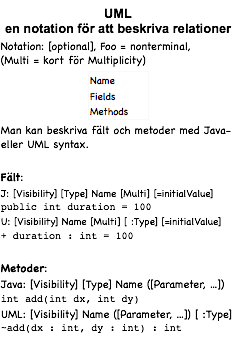 UML
en notation för att beskriva relationer
Notation: [optional], Foo = nonterminal,
(Multi = kort för Multiplicity)
Name
Fields
Methods
Man kan beskriva fält och metoder med Java-
eller UML syntax.
Fält:
J: [Visibility] [Type] Name [Multi] [=initialValue]
public int duration = 100
U: [Visibility] Name [Multi] [ :Type] [=initialValue]
+ duration : int = 100
Metoder:
Java: [Visibility] [Type] Name ([Parameter, ...])
int add(int dx, int dy)
UML: [Visibility] Name ([Parameter, ...]) [ :Type]
~add(dx : int, dy : int) : int